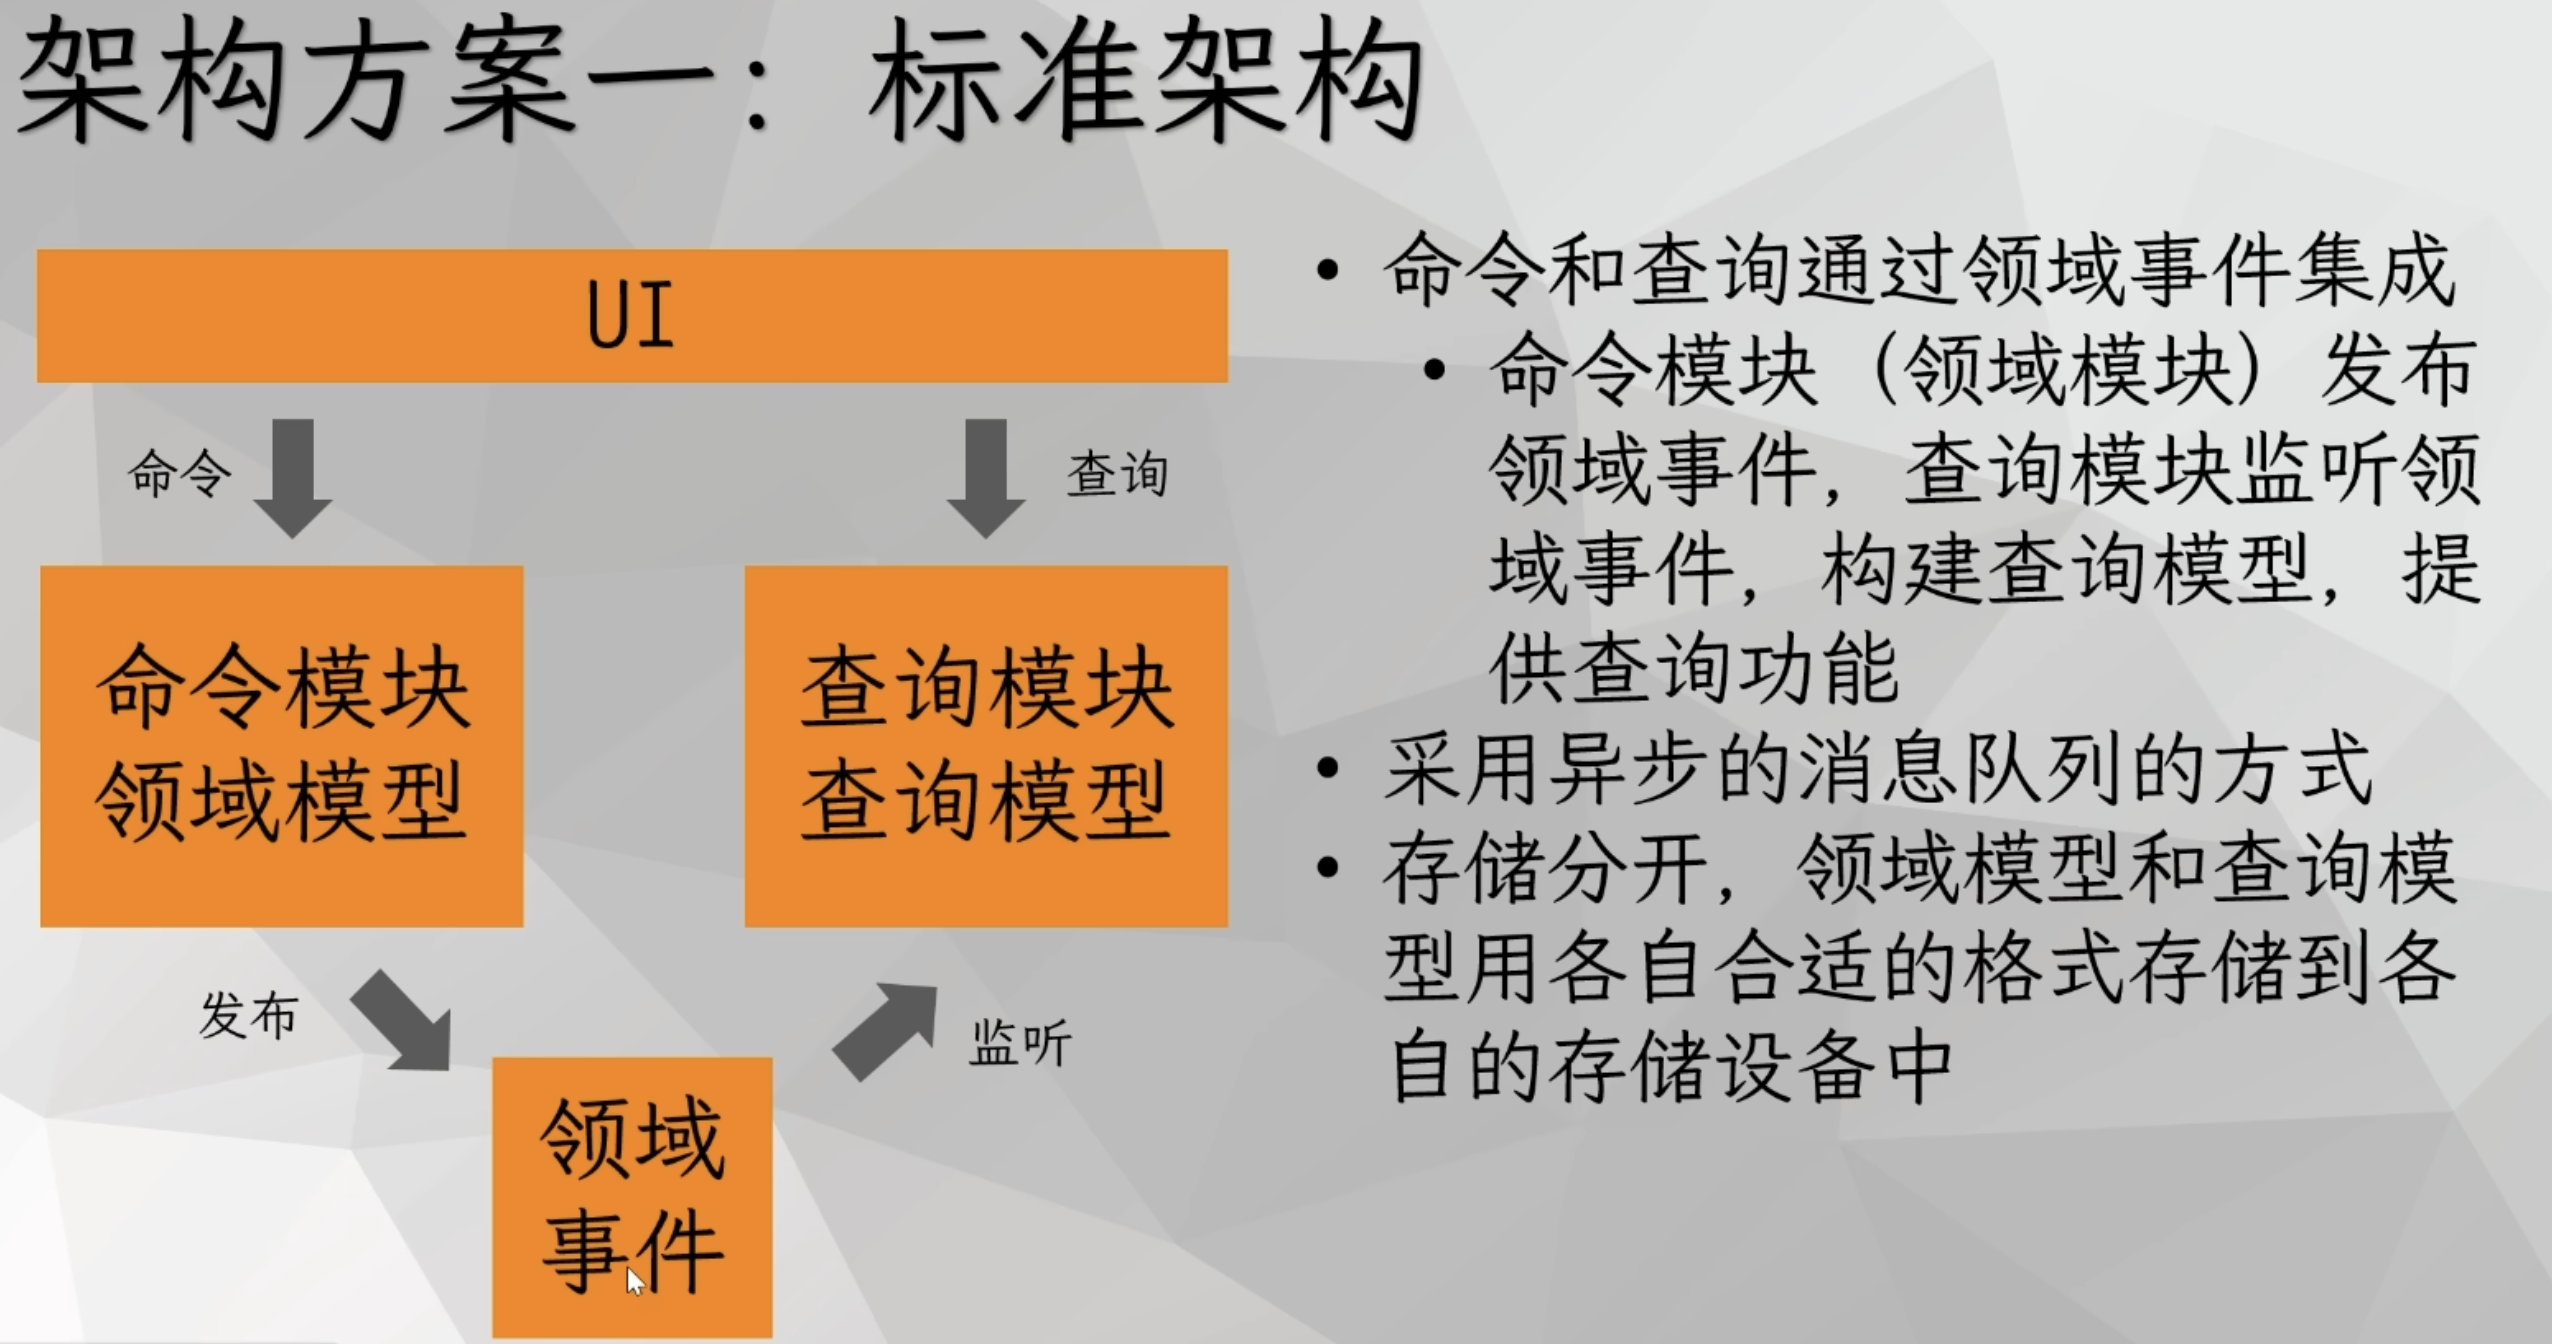 架构方案一：标准架构
UI
命令
查询
命令模块
领域模型
查询模块
查询模型
发布
监听
领域
事件
• 命令和查询通过领域事件集成
• 命令模块（领域模块）发布
领域事件，查询模块监听领
域事件，构建查询模型，提
供查询功能
• 采用异步的消息队列的方式
• 存储分开，领域模型和查询模
型用各自合适的格式存储到各
自的存储设备中